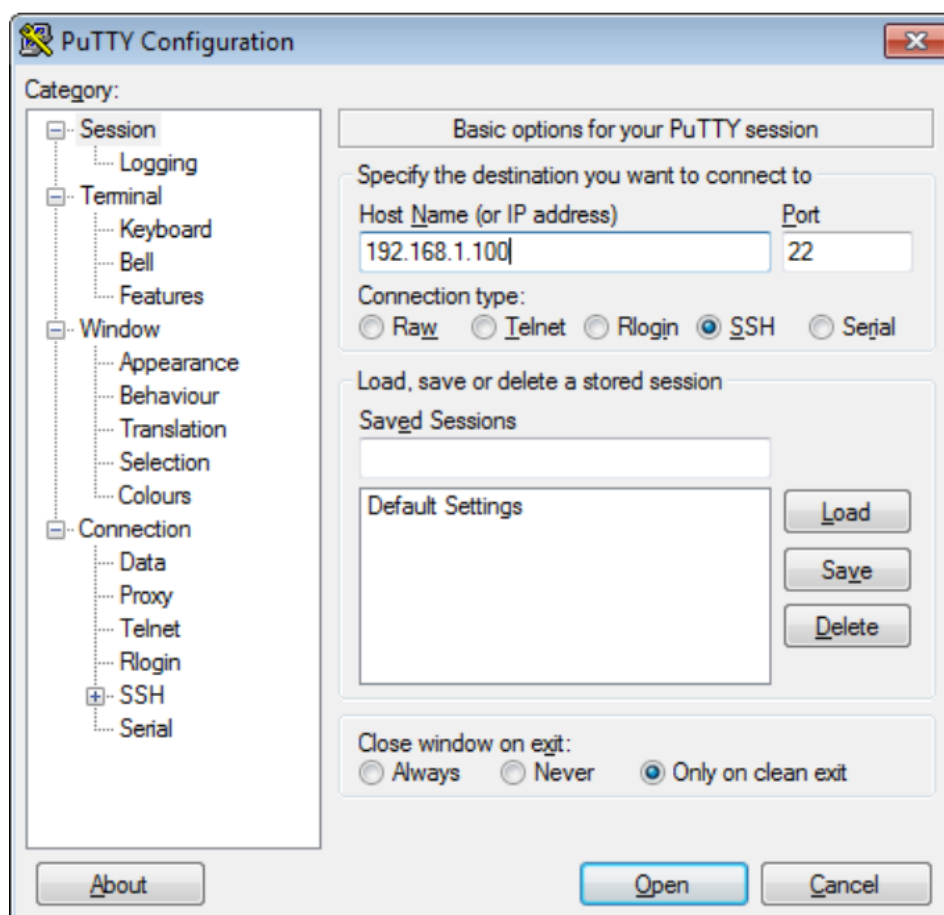 PuTTY Configuration
Category:
Session
Logging
Terminal
Keyboard
Bell
Features
Window
Appearance
Behaviour
Translation
Selection
Colours
Connection
Data
Proxy
Telnet
Rlogin
SSH
Serial
Basic options for your PuTTY session
Specify the destination you want to connect to
Host Name (or IP address) Port
192.168.1.100 22
Connection type:
Raw Telnet Rlogin SSH Serial
Load, save or delete a stored session
Saved Sessions
Default Settings
Load
Save
Delete
Close window on exit:
Always Never Only on clean exit
About Open Cancel